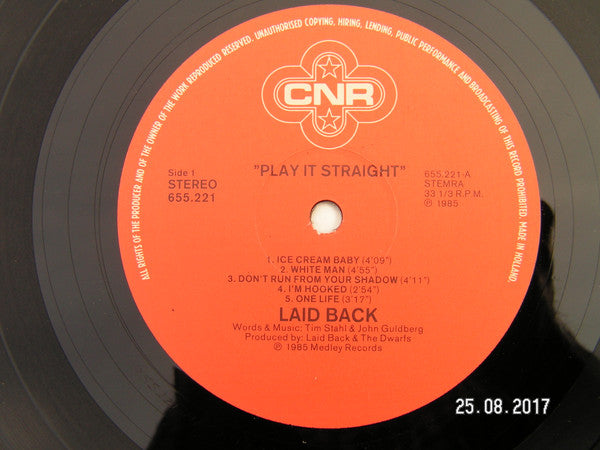 ALL RIGHTS OF THE PRODUCER AND OF THE OWNER OF THE WORK REPRODUCED RESERVED. UNAUTHORISED COPYING, HIRING, LENDING, PUBLIC PERFORMANCE AND BROADCASTING OF THIS RECORD PROHIBITED. MADE IN HOLLAND.
CNR
"PLAY IT STRAIGHT"
Side 1
STEREO
655.221
655.221-A
STEMRA
33 1/3 R.P.M.
℗ 1985
1. ICE CREAM BABY (4'09")
2. WHITE MAN (4'55")
3. DON'T RUN FROM YOUR SHADOW (4'11")
4. I'M HOOKED (2'54")
5. ONE LIFE (3'17")
LAID BACK
Words & Music: Tim Stahl & John Guldberg
Produced by: Laid Back & The Dwarfs
℗ 1985 Medley Records
25.08.2017